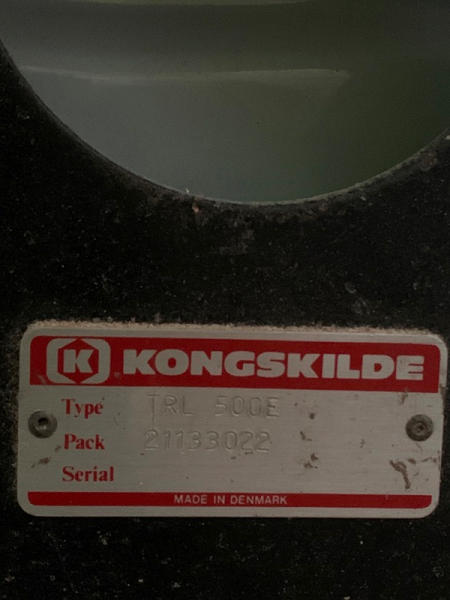 K KONGSKILDE
Type TRL 500E
Pack 21133022
Serial
MADE IN DENMARK